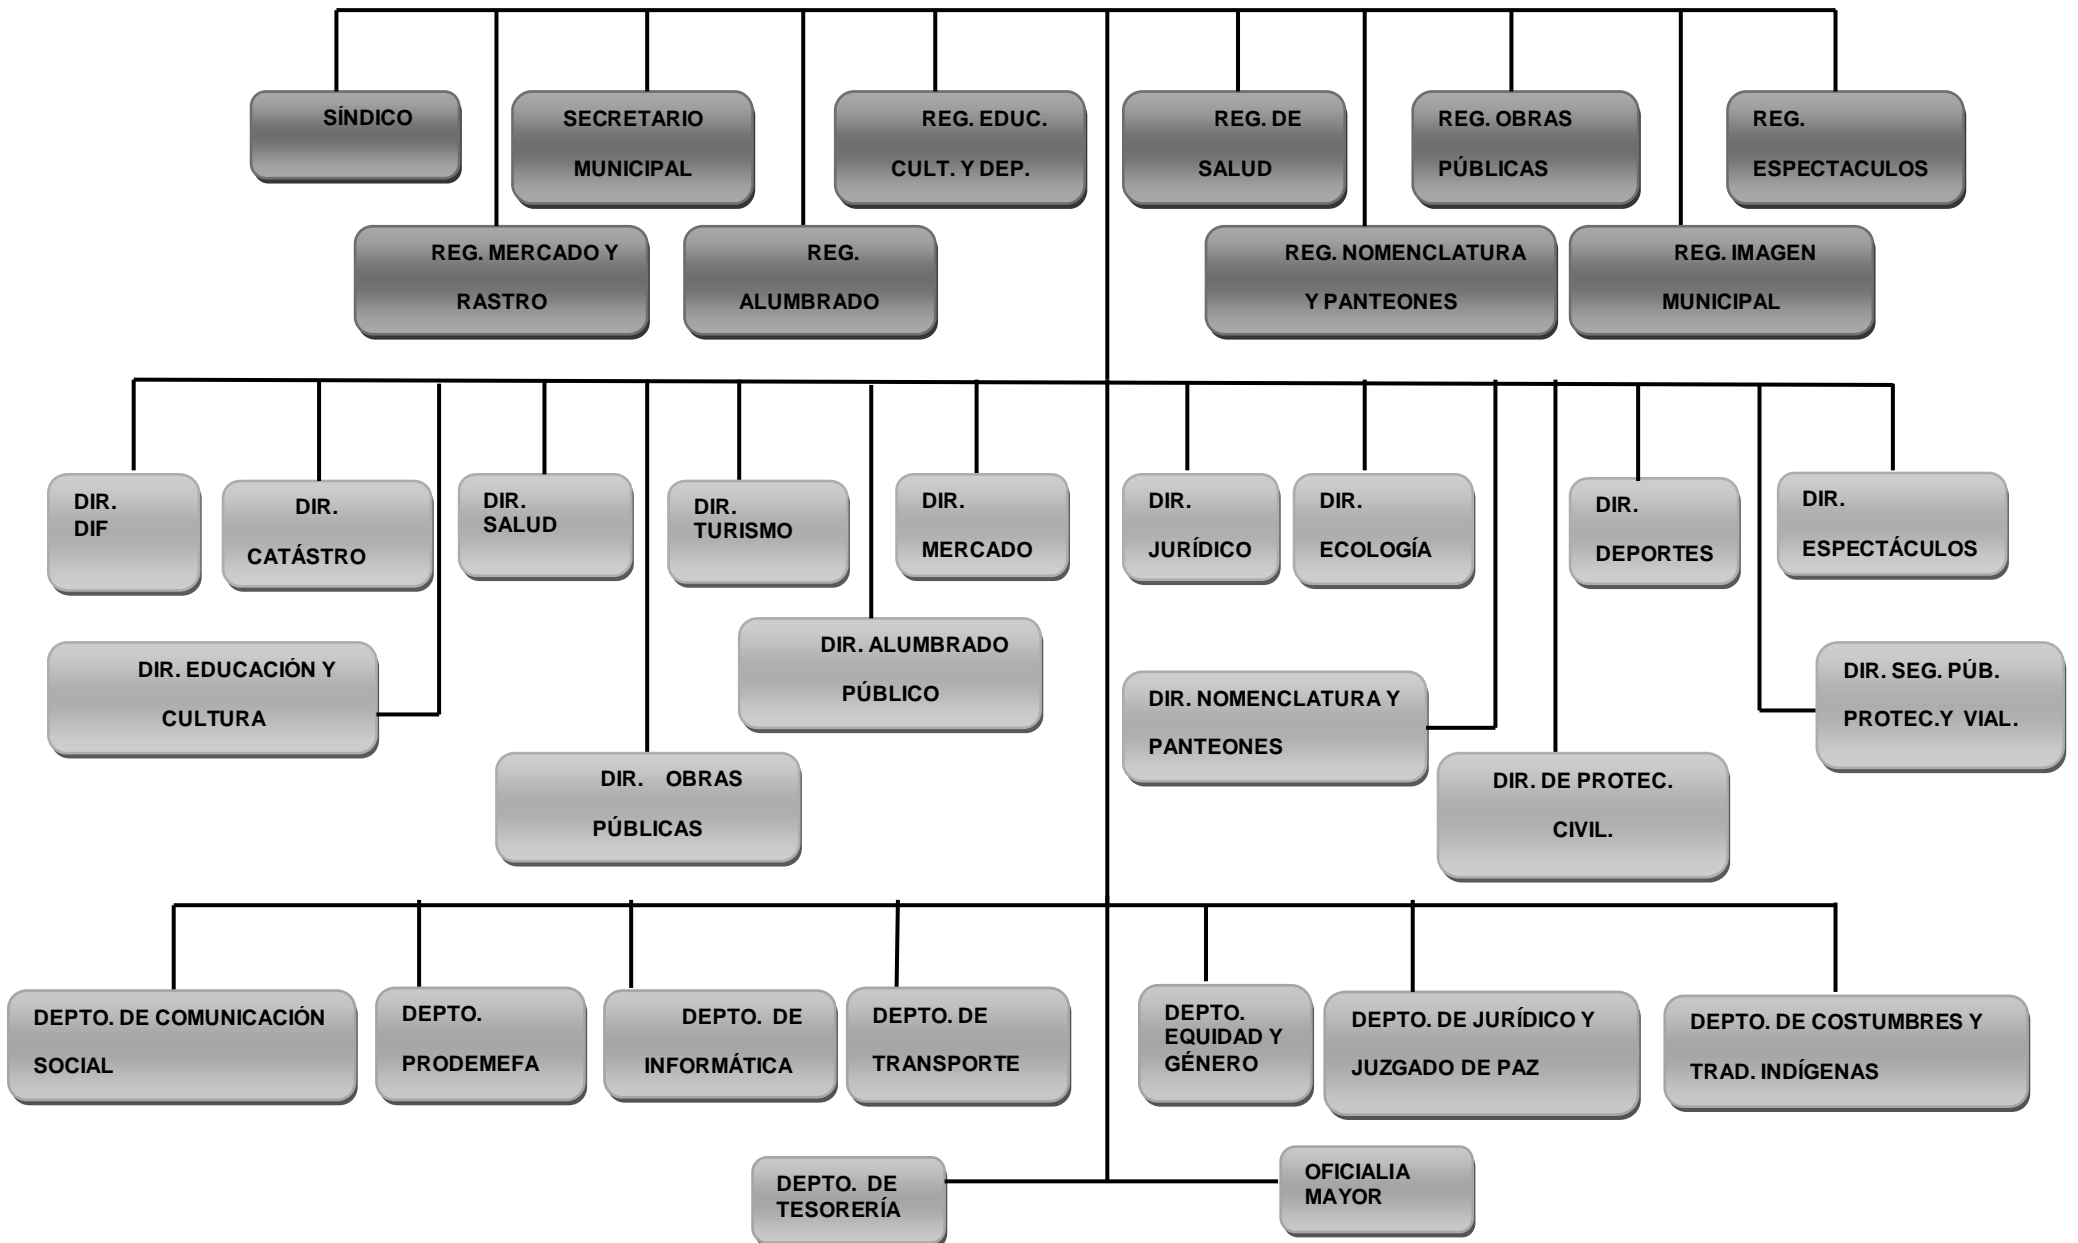 SÍNDICO
SECRETARIO
MUNICIPAL
REG. EDUC.
CULT. Y DEP.
REG. DE
SALUD
REG. OBRAS
PÚBLICAS
REG.
ESPECTACULOS
REG. MERCADO Y
RASTRO
REG.
ALUMBRADO
REG. NOMENCLATURA
Y PANTEONES
REG. IMAGEN
MUNICIPAL
DIR.
DIF
DIR.
CATÁSTRO
DIR.
SALUD
DIR.
TURISMO
DIR.
MERCADO
DIR.
JURÍDICO
DIR.
ECOLOGÍA
DIR.
DEPORTES
DIR.
ESPECTÁCULOS
DIR. EDUCACIÓN Y
CULTURA
DIR. ALUMBRADO
PÚBLICO
DIR. NOMENCLATURA Y
PANTEONES
DIR. SEG. PÚB.
PROTEC.Y VIAL.
DIR. OBRAS
PÚBLICAS
DIR. DE PROTEC.
CIVIL.
DEPTO. DE COMUNICACIÓN
SOCIAL
DEPTO.
PRODEMEFA
DEPTO. DE
INFORMÁTICA
DEPTO. DE
TRANSPORTE
DEPTO.
EQUIDAD Y
GÉNERO
DEPTO. DE JURÍDICO Y
JUZGADO DE PAZ
DEPTO. DE COSTUMBRES Y
TRAD. INDÍGENAS
DEPTO. DE
TESORERÍA
OFICIALIA
MAYOR